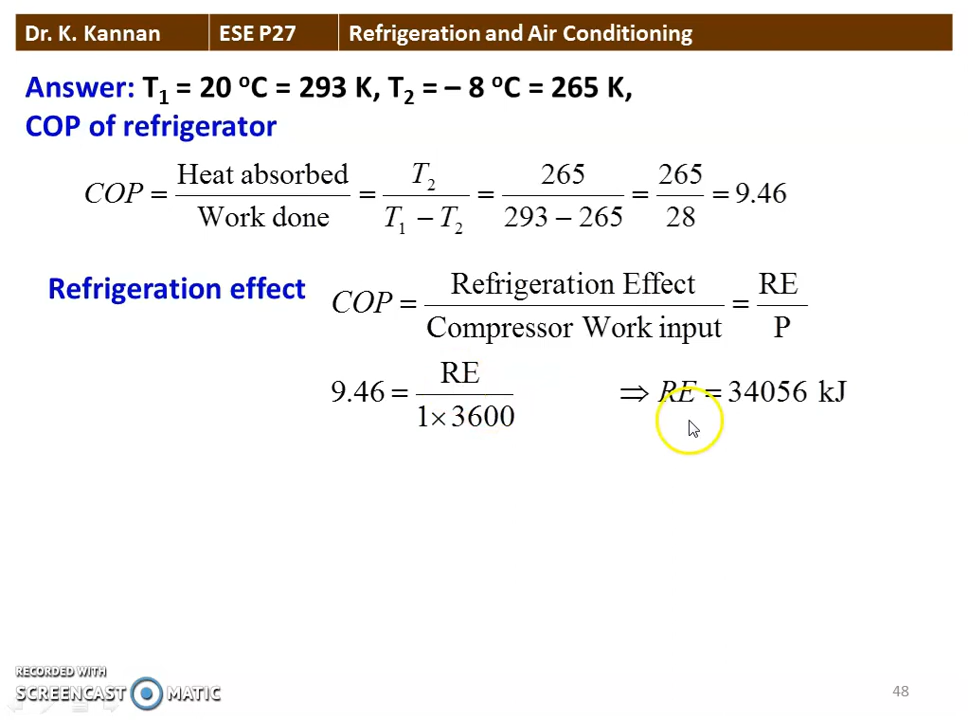 Dr. K. Kannan ESE P27 Refrigeration and Air Conditioning
Answer: T₁ = 20 ᵒC = 293 K, T₂ = – 8 ᵒC = 265 K,
COP of refrigerator
COP = Heat absorbed / Work done = T₂ / (T₁ – T₂) = 265 / (293 – 265) = 265 / 28 = 9.46
Refrigeration effect COP = Refrigeration Effect / Compressor Work input = RE / P
9.46 = RE / (1 × 3600) ⇒ RE = 34056 kJ
RECORDED WITH
SCREENCAST MATIC
48